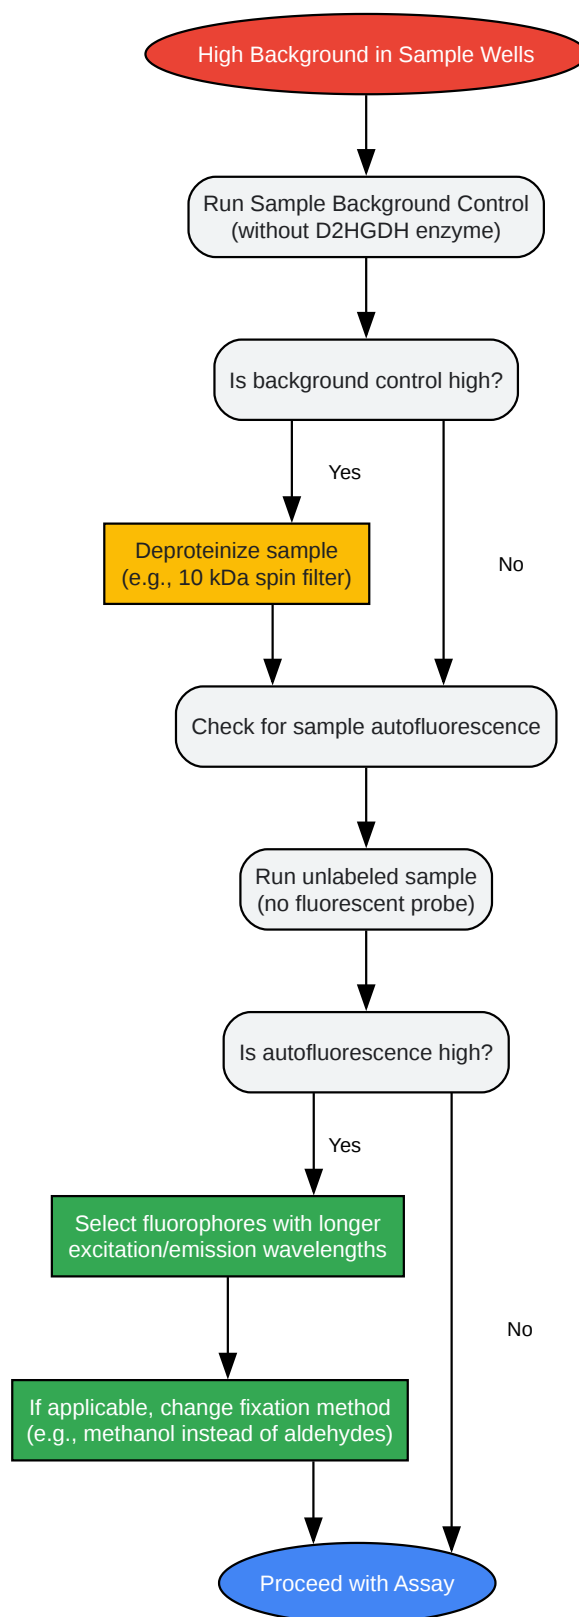 High Background in Sample Wells
Run Sample Background Control
(without D2HGDH enzyme)
Is background control high?
Yes
Deproteinize sample
(e.g., 10 kDa spin filter)
No
Check for sample autofluorescence
Run unlabeled sample
(no fluorescent probe)
Is autofluorescence high?
Yes
Select fluorophores with longer
excitation/emission wavelengths
No
If applicable, change fixation method
(e.g., methanol instead of aldehydes)
Proceed with Assay